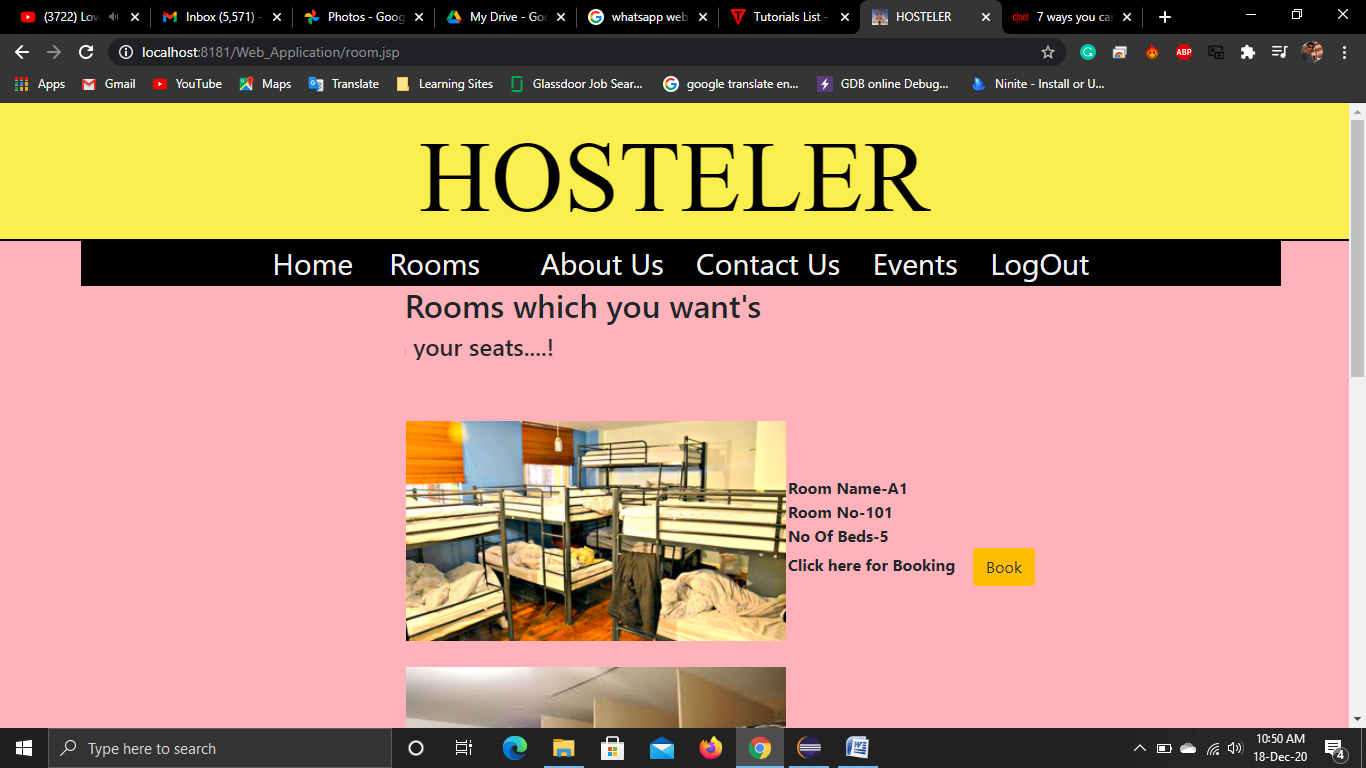 (3722) Lov
Inbox (5,571) -
Photos - Goog
My Drive - Goo
whatsapp web
Tutorials List -
HOSTELER
7 ways you can
localhost:8181/Web_Application/room.jsp
ABP
Apps
Gmail
YouTube
Maps
Translate
Learning Sites
Glassdoor Job Sear...
google translate en...
GDB online Debug...
Ninite - Install or U...
HOSTELER
Home Rooms About Us Contact Us Events LogOut
Rooms which you want's
your seats....!
Room Name-A1
Room No-101
No Of Beds-5
Click here for Booking Book
Type here to search
10:50 AM
18-Dec-20
4